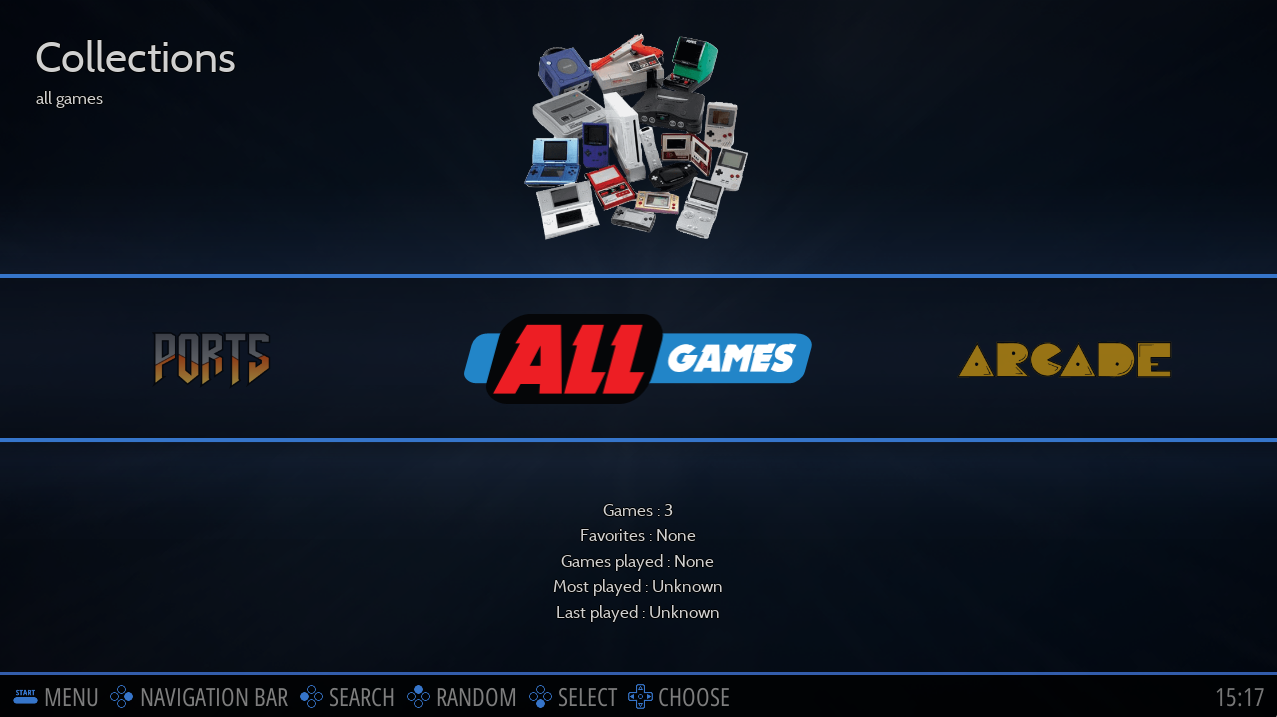 Collections
all games
PORTS
ALL GAMES
ARCADE
Games : 3
Favorites : None
Games played : None
Most played : Unknown
Last played : Unknown
START MENU NAVIGATION BAR SEARCH RANDOM SELECT CHOOSE 15:17